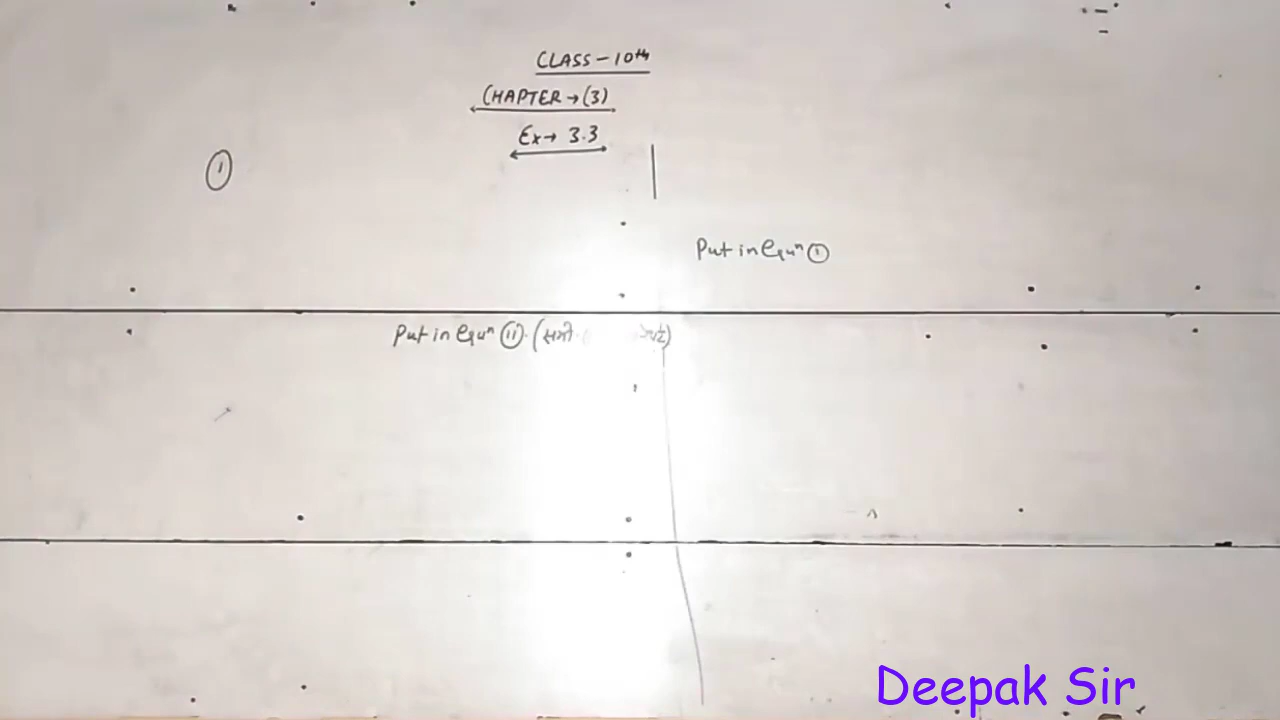 CLASS - 10th
CHAPTER → (3)
Ex → 3.3
①
Put in Equn ①
Put in Equn ⑪. (समी.
Deepak Sir